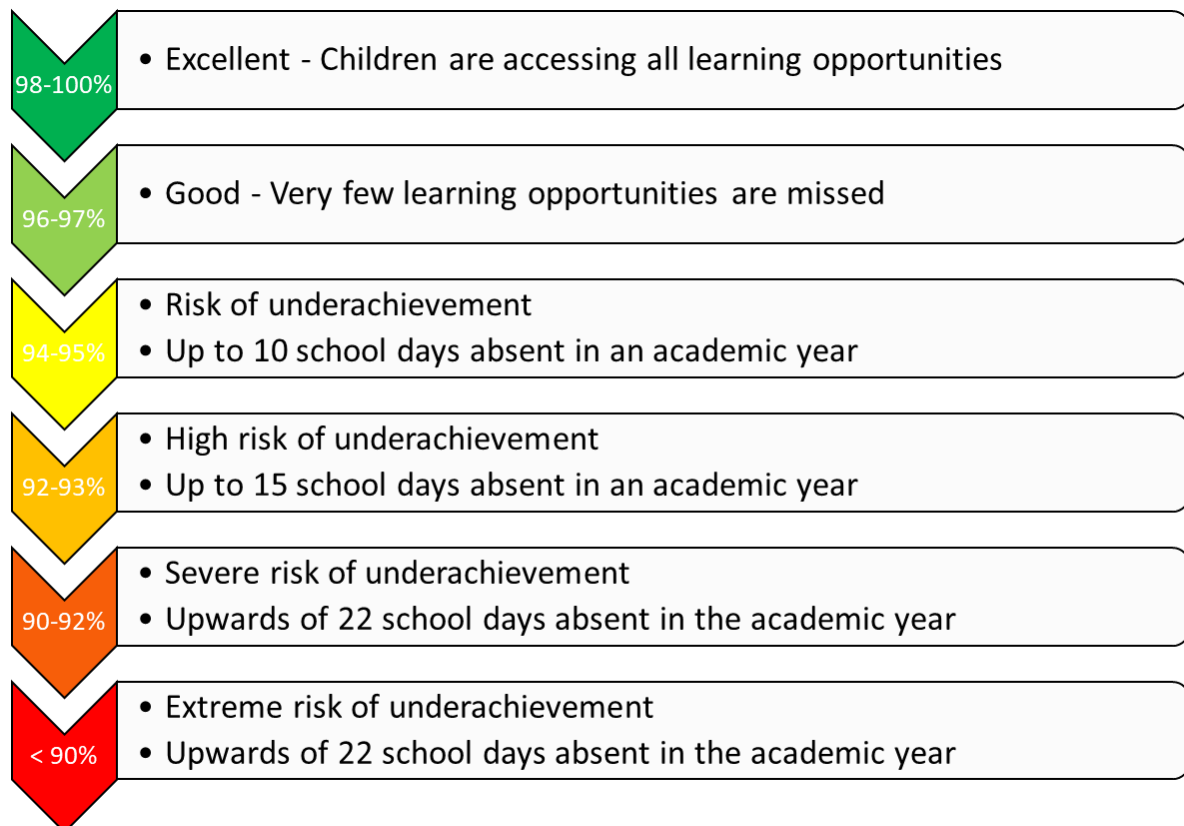 98-100%
• Excellent - Children are accessing all learning opportunities
96-97%
• Good - Very few learning opportunities are missed
94-95%
• Risk of underachievement
• Up to 10 school days absent in an academic year
92-93%
• High risk of underachievement
• Up to 15 school days absent in an academic year
90-92%
• Severe risk of underachievement
• Upwards of 22 school days absent in the academic year
< 90%
• Extreme risk of underachievement
• Upwards of 22 school days absent in the academic year